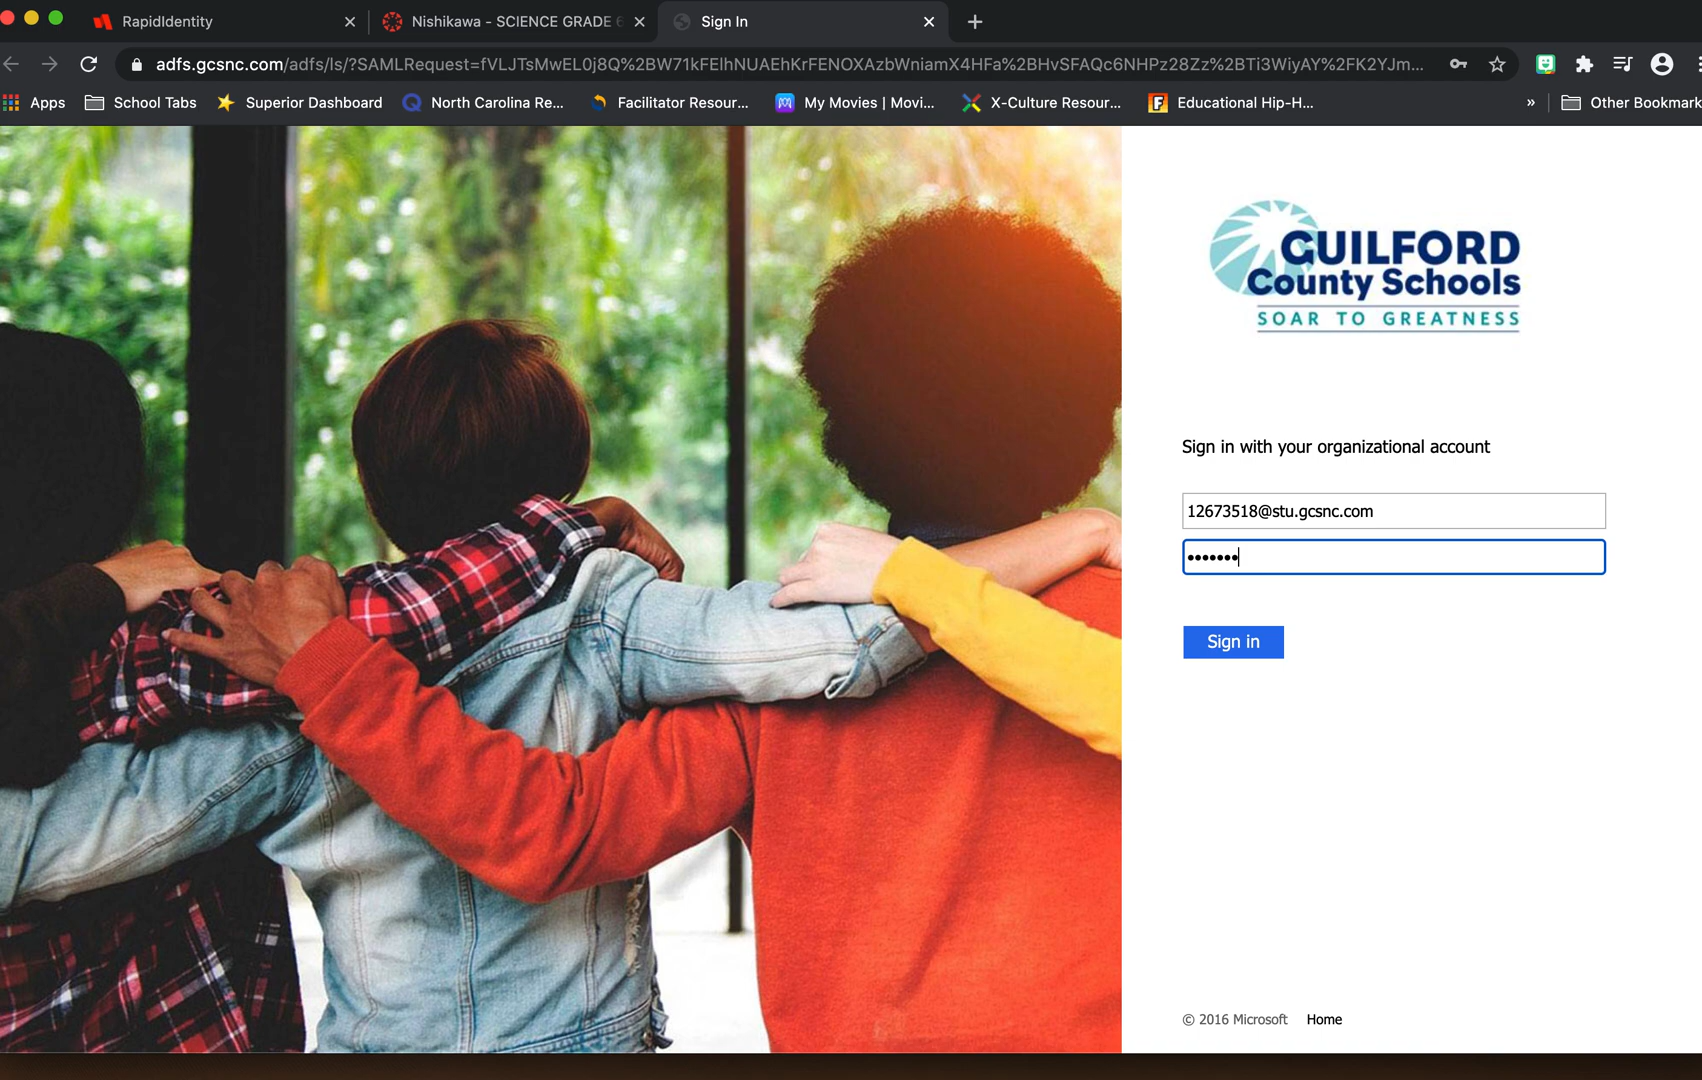 RapidIdentity
Nishikawa - SCIENCE GRADE 6
Sign In
adfs.gcsnc.com/adfs/ls/?SAMLRequest=fVLJTsMwEL0j8Q%2BW71kFElhNUAEhKrFENOXAzbWniamX4HFa%2BHvSFAQc6NHPz28Zz%2BTi3WiyAY%2FK2YJm...
Apps
School Tabs
Superior Dashboard
North Carolina Re...
Facilitator Resour...
My Movies | Movi...
X-Culture Resour...
Educational Hip-H...
»
Other Bookmark
GUILFORD
County Schools
SOAR TO GREATNESS
Sign in with your organizational account
12673518@stu.gcsnc.com
•••••••
Sign in
© 2016 Microsoft Home